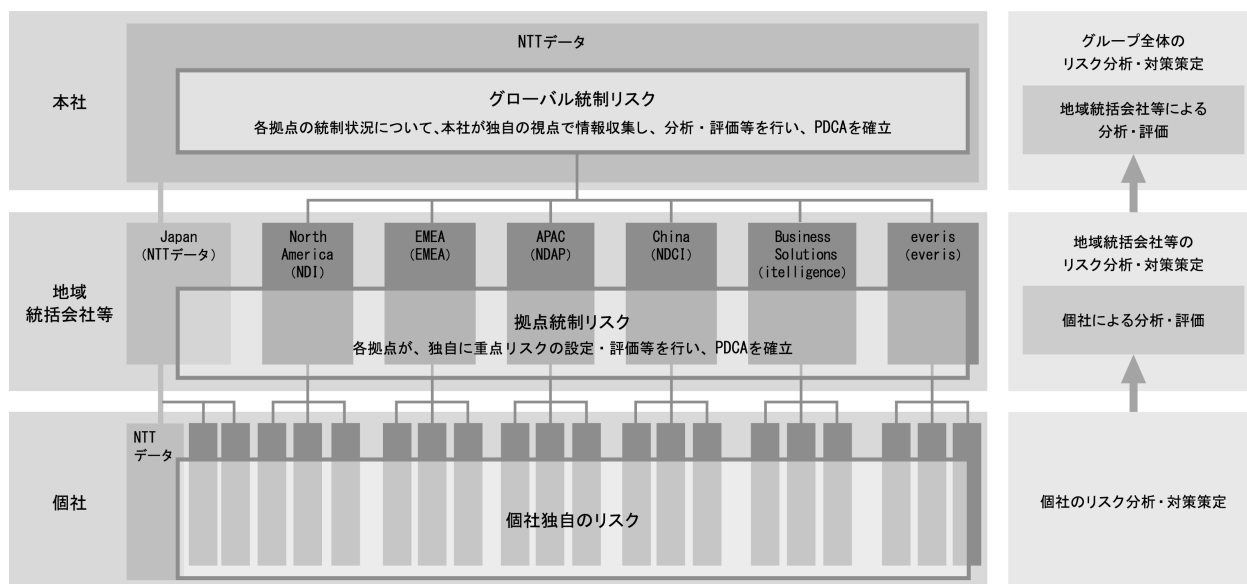 本社
NTTデータ
グローバル統制リスク
各拠点の統制状況について、本社が独自の視点で情報収集し、分析・評価等を行い、PDCAを確立
グループ全体の
リスク分析・対策策定
地域統括会社等による
分析・評価
地域
統括会社等
Japan
(NTTデータ)
North
America
(NDI)
EMEA
(EMEA)
APAC
(NDAP)
China
(NDCI)
Business
Solutions
(itelligence)
everis
(everis)
拠点統制リスク
各拠点が、独自に重点リスクの設定・評価等を行い、PDCAを確立
地域統括会社等の
リスク分析・対策策定
個社による分析・評価
個社
NTT
データ
個社独自のリスク
個社のリスク分析・対策策定